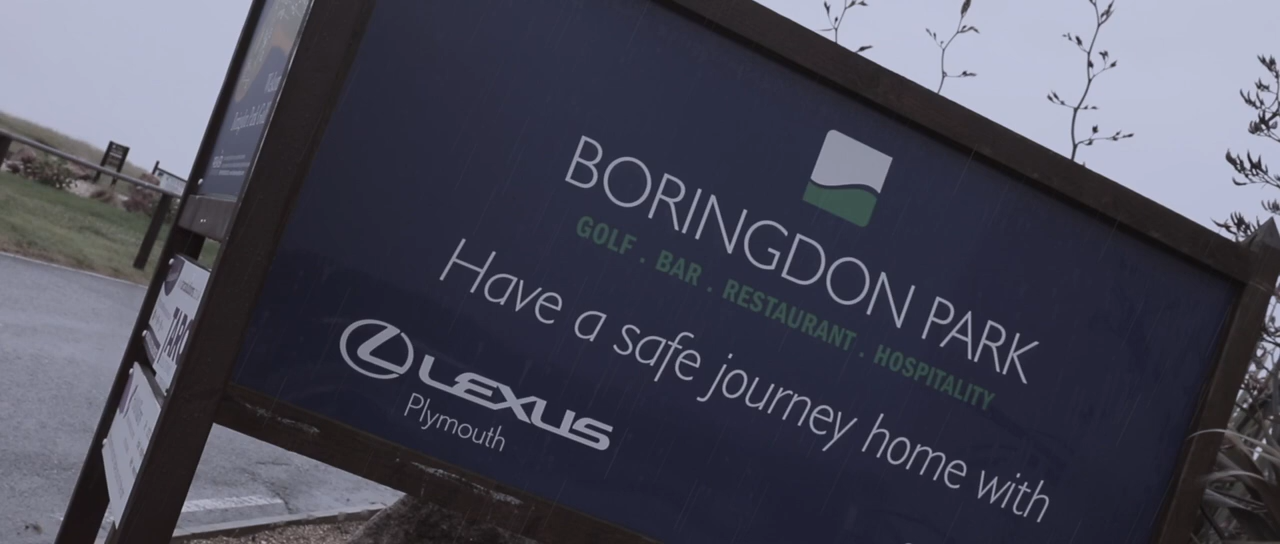 BORINGDON PARK
GOLF . BAR . RESTAURANT . HOSPITALITY
Have a safe journey home with
LEXUS
Plymouth